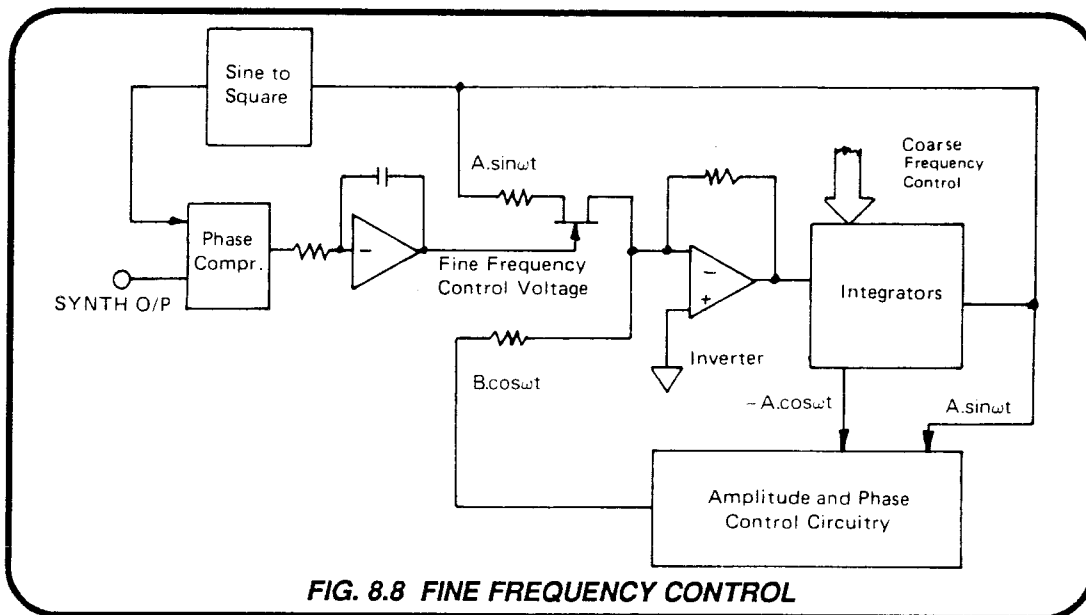 Sine to
Square
A.sinωt
Coarse
Frequency
Control
Phase
Compr.
−
Fine Frequency
Control Voltage
SYNTH O/P
−
+
Inverter
Integrators
B.cosωt
−A.cosωt
A.sinωt
Amplitude and Phase
Control Circuitry
FIG. 8.8 FINE FREQUENCY CONTROL